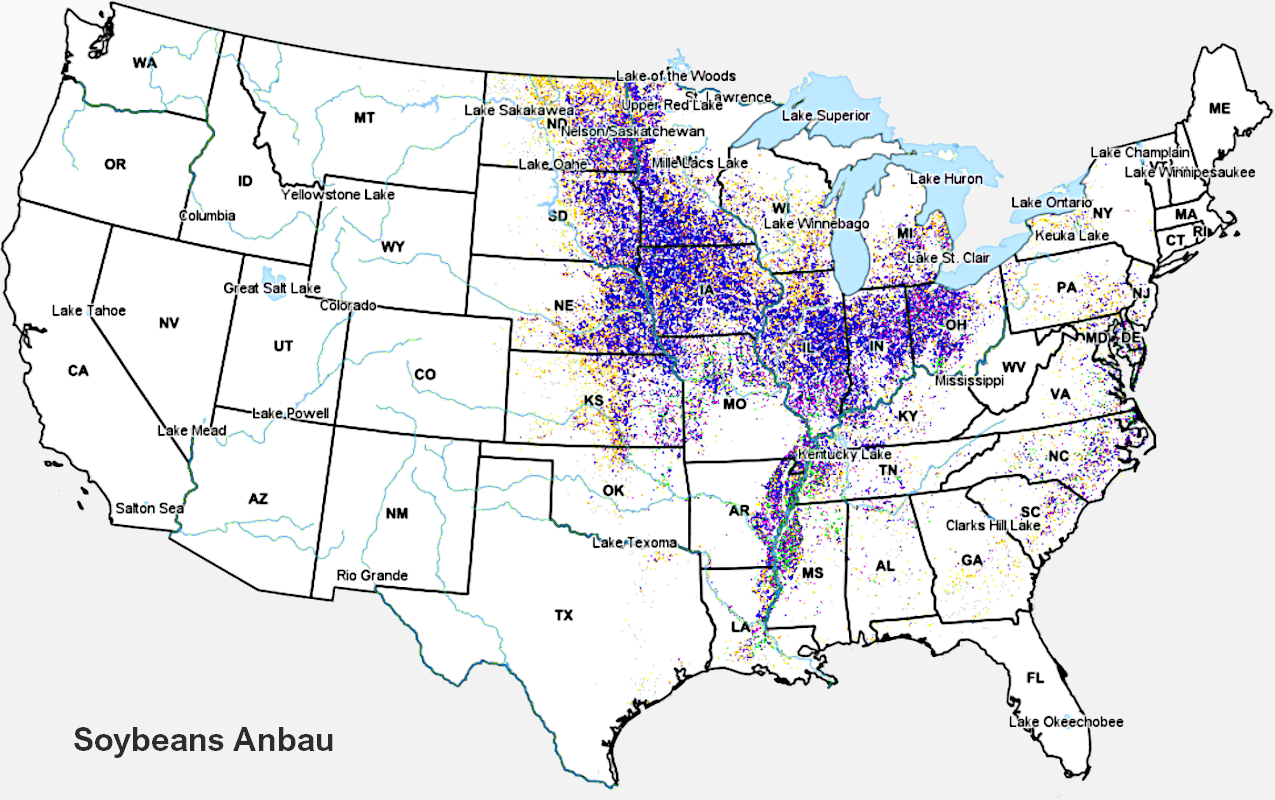 WA
Lake of the Woods
St. Lawrence
Upper Red Lake
Lake Sakakawea
ND
MT
Lake Superior
ME
Nelson/Saskatchewan
OR
Lake Oahe
Mille Lacs Lake
Lake Champlain
Lake Winnipesaukee
ID
Yellowstone Lake
Lake Huron
Lake Ontario
Columbia
SD
WI
Lake Winnebago
NY
MA
WY
MI
Keuka Lake
CT
RI
Lake St. Clair
Great Salt Lake
IA
PA
NJ
Lake Tahoe
Colorado
NE
NV
OH
MD
DE
UT
IL
IN
CA
CO
WV
Mississippi
KS
MO
VA
Lake Powell
KY
Lake Mead
Kentucky Lake
NC
TN
OK
AZ
Salton Sea
NM
AR
SC
Clarks Hill Lake
Lake Texoma
GA
AL
MS
Rio Grande
TX
LA
FL
Lake Okeechobee
Soybeans Anbau